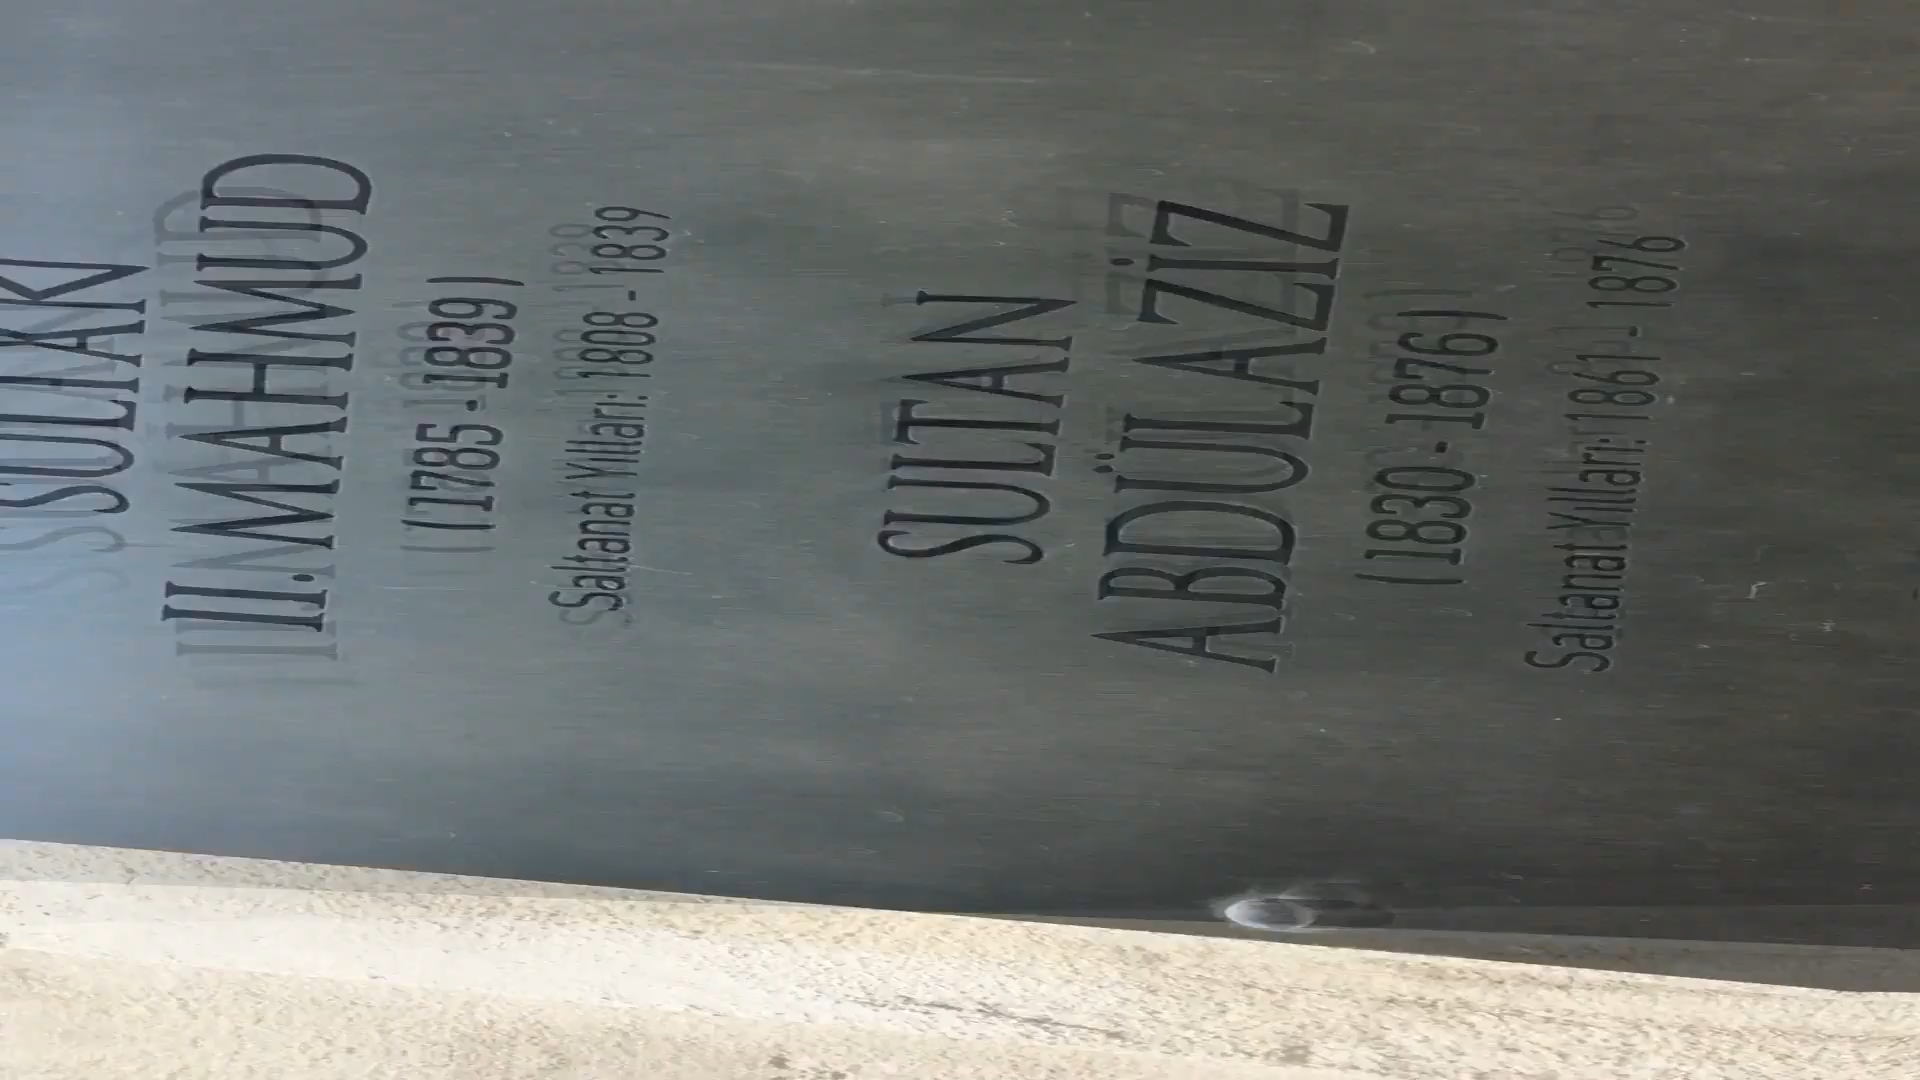 SULTAN
II. MAHMUD
(1785 - 1839)
Saltanat Yılları: 1808 - 1839
SULTAN
ABDÜLAZİZ
(1830 - 1876)
Saltanat Yılları: 1861 - 1876